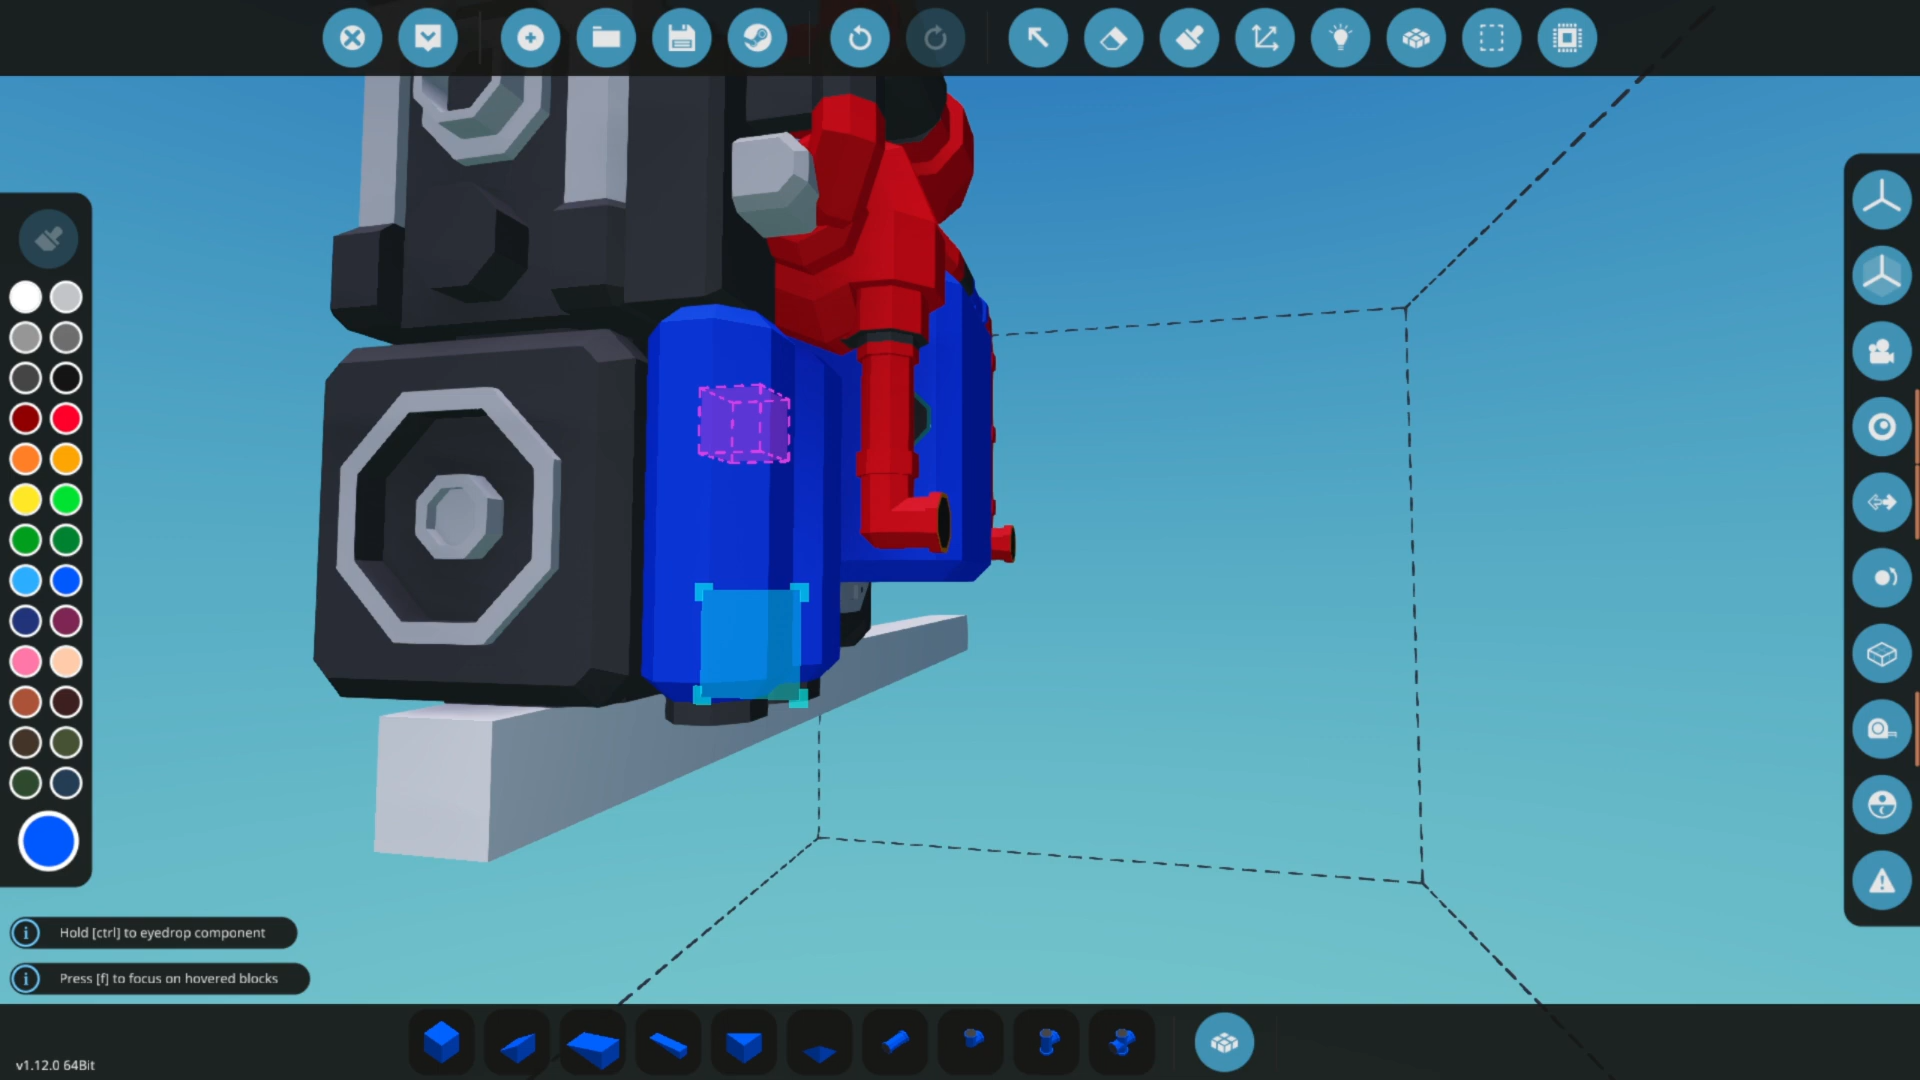 Hold [ctrl] to eyedrop component
Press [f] to focus on hovered blocks
v1.12.0 64Bit